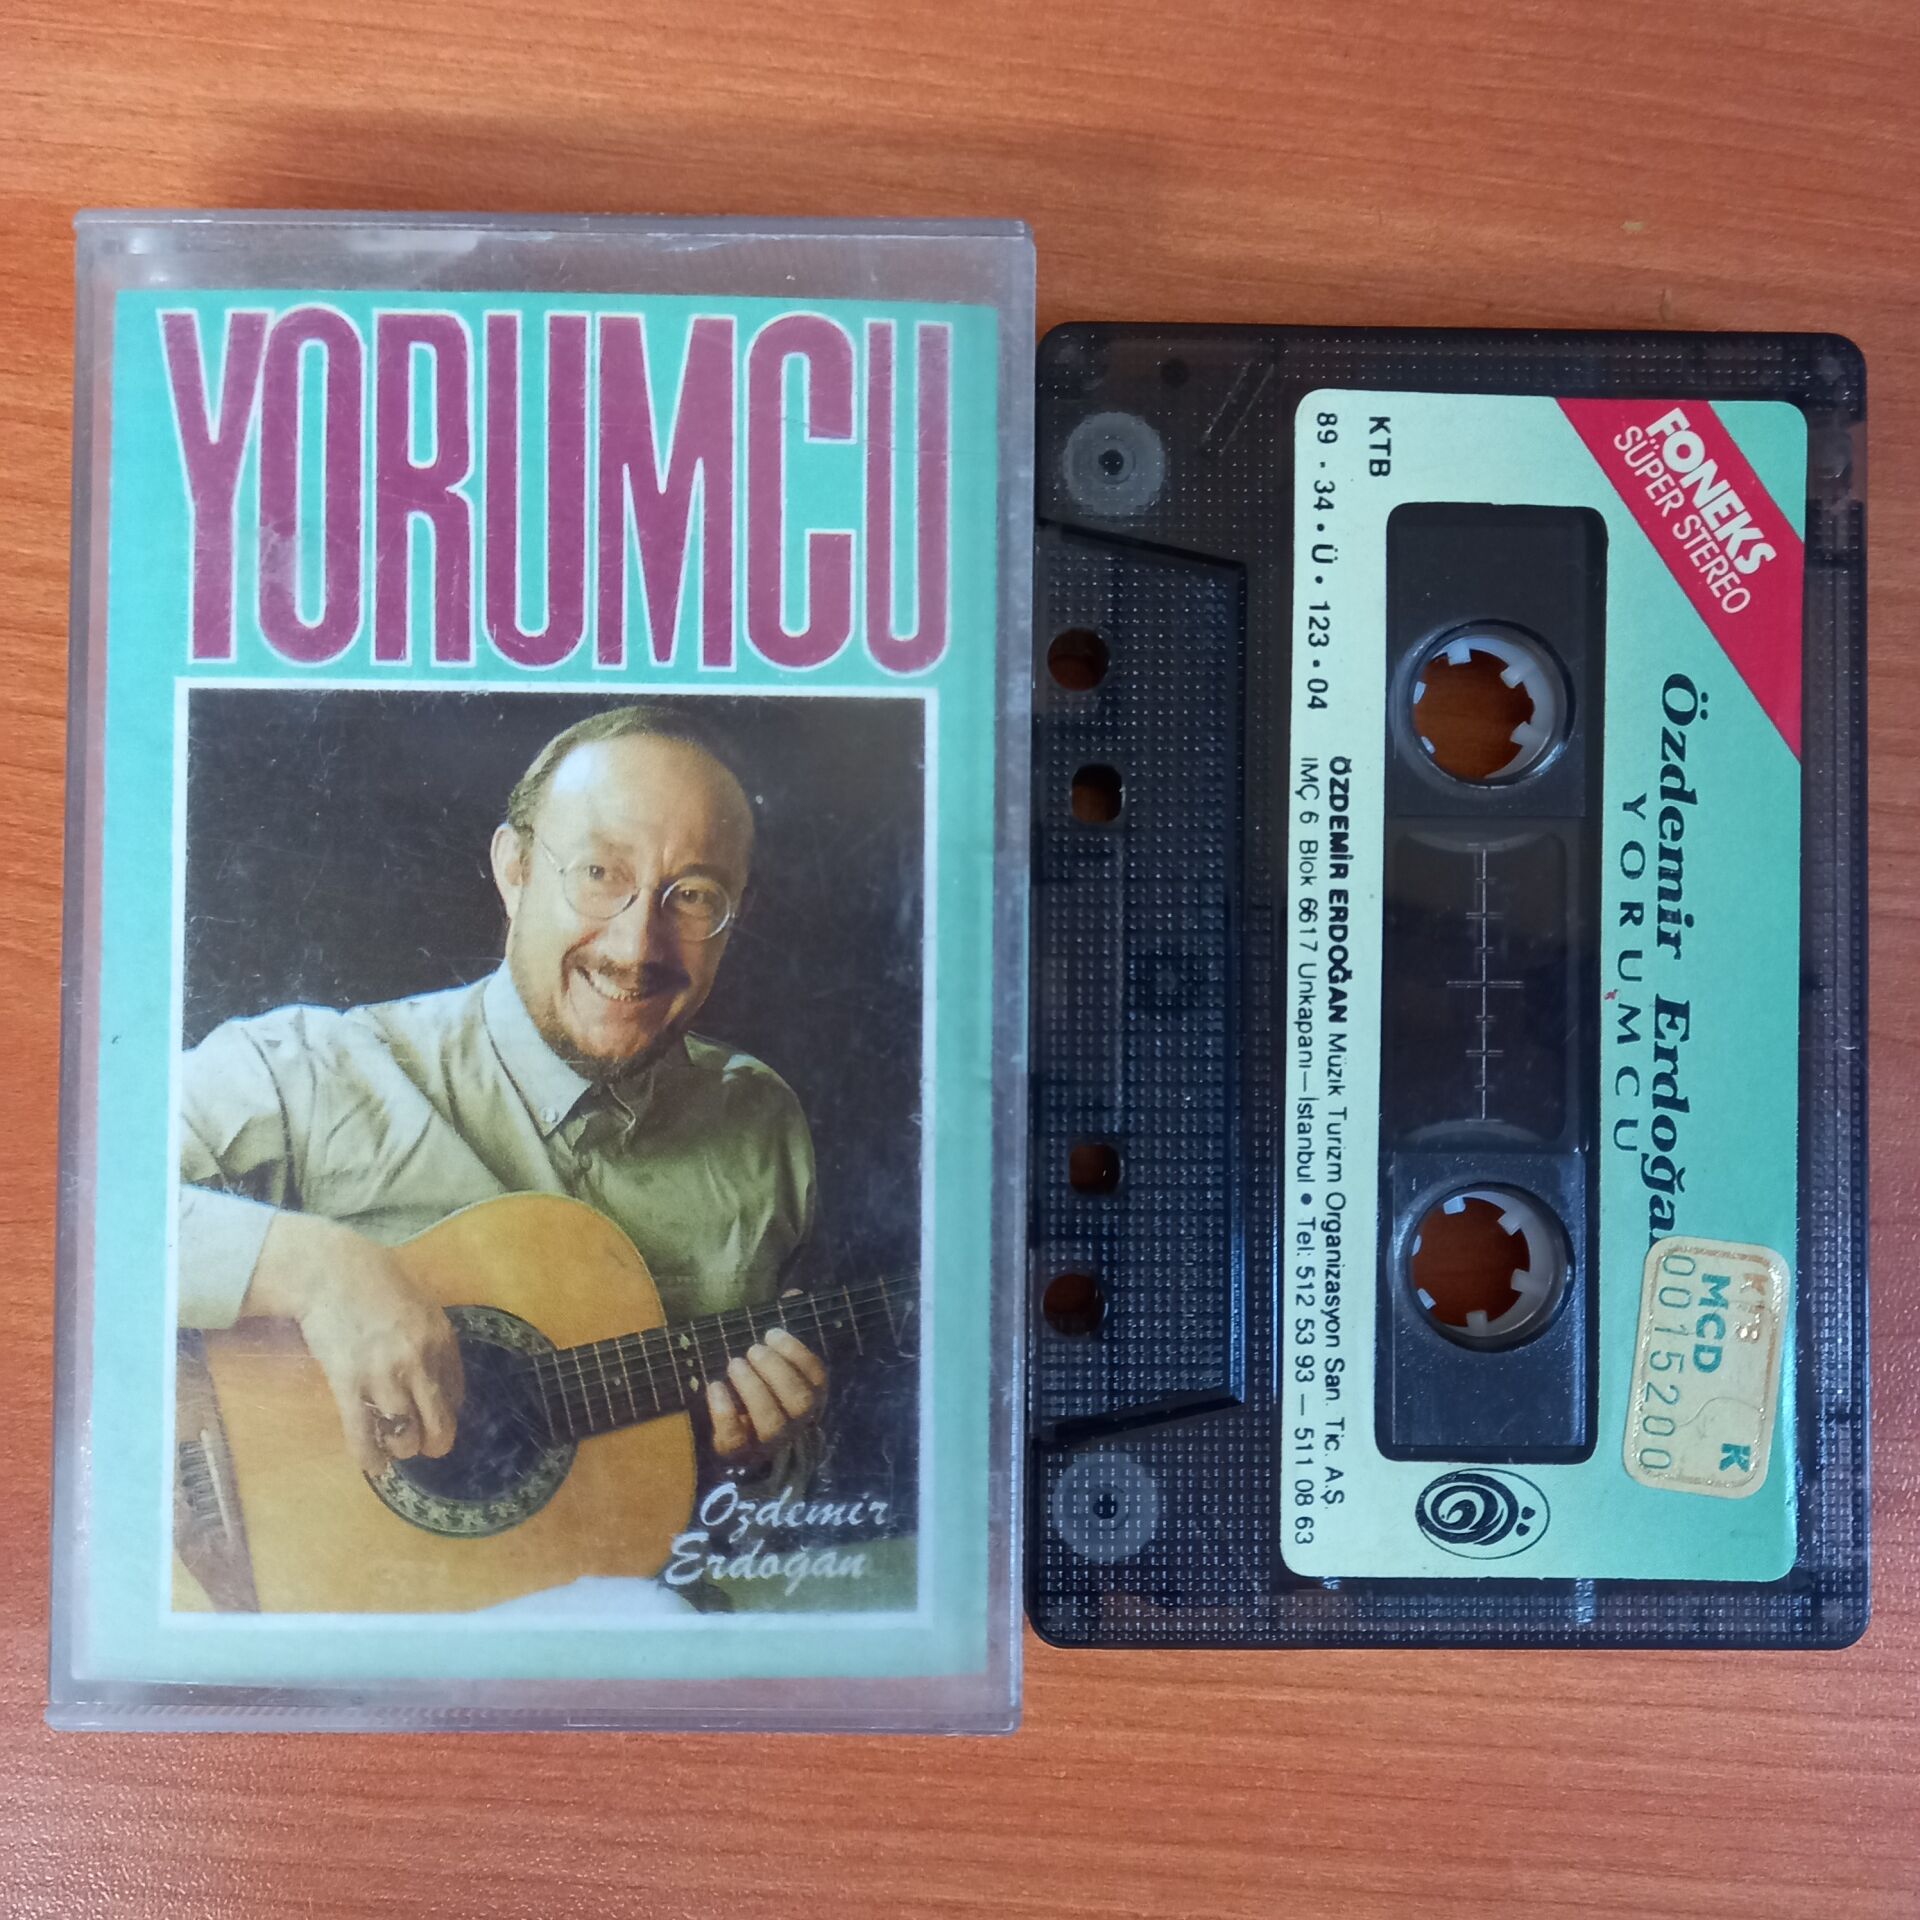 YORUMCU
Özdemir
Erdoğan
FONEKS
SÜPER STEREO
Özdemir Erdoğan
YORUMCU
KTB
MCD K
0015200
KTB
89.34.Ü.123.04
ÖZDEMİR ERDOĞAN Müzik Turizm Organizasyon San. Tic. A.Ş.
IMÇ 6 Blok 6617 Unkapanı—İstanbul • Tel: 512 53 93 — 511 08 63